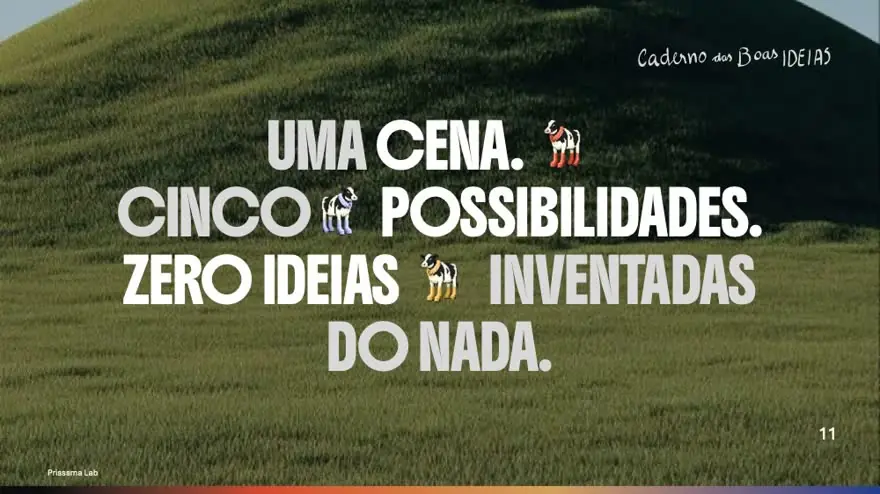 Caderno das Boas IDEIAS
UMA CENA.
CINCO POSSIBILIDADES.
ZERO IDEIAS INVENTADAS
DO NADA.
11
Prisssma Lab